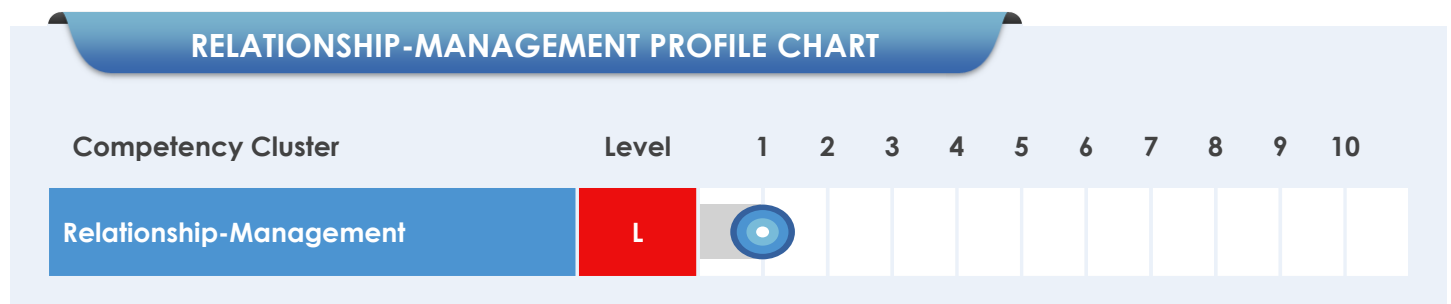 RELATIONSHIP-MANAGEMENT PROFILE CHART
Competency Cluster Level 1 2 3 4 5 6 7 8 9 10
Relationship-Management L